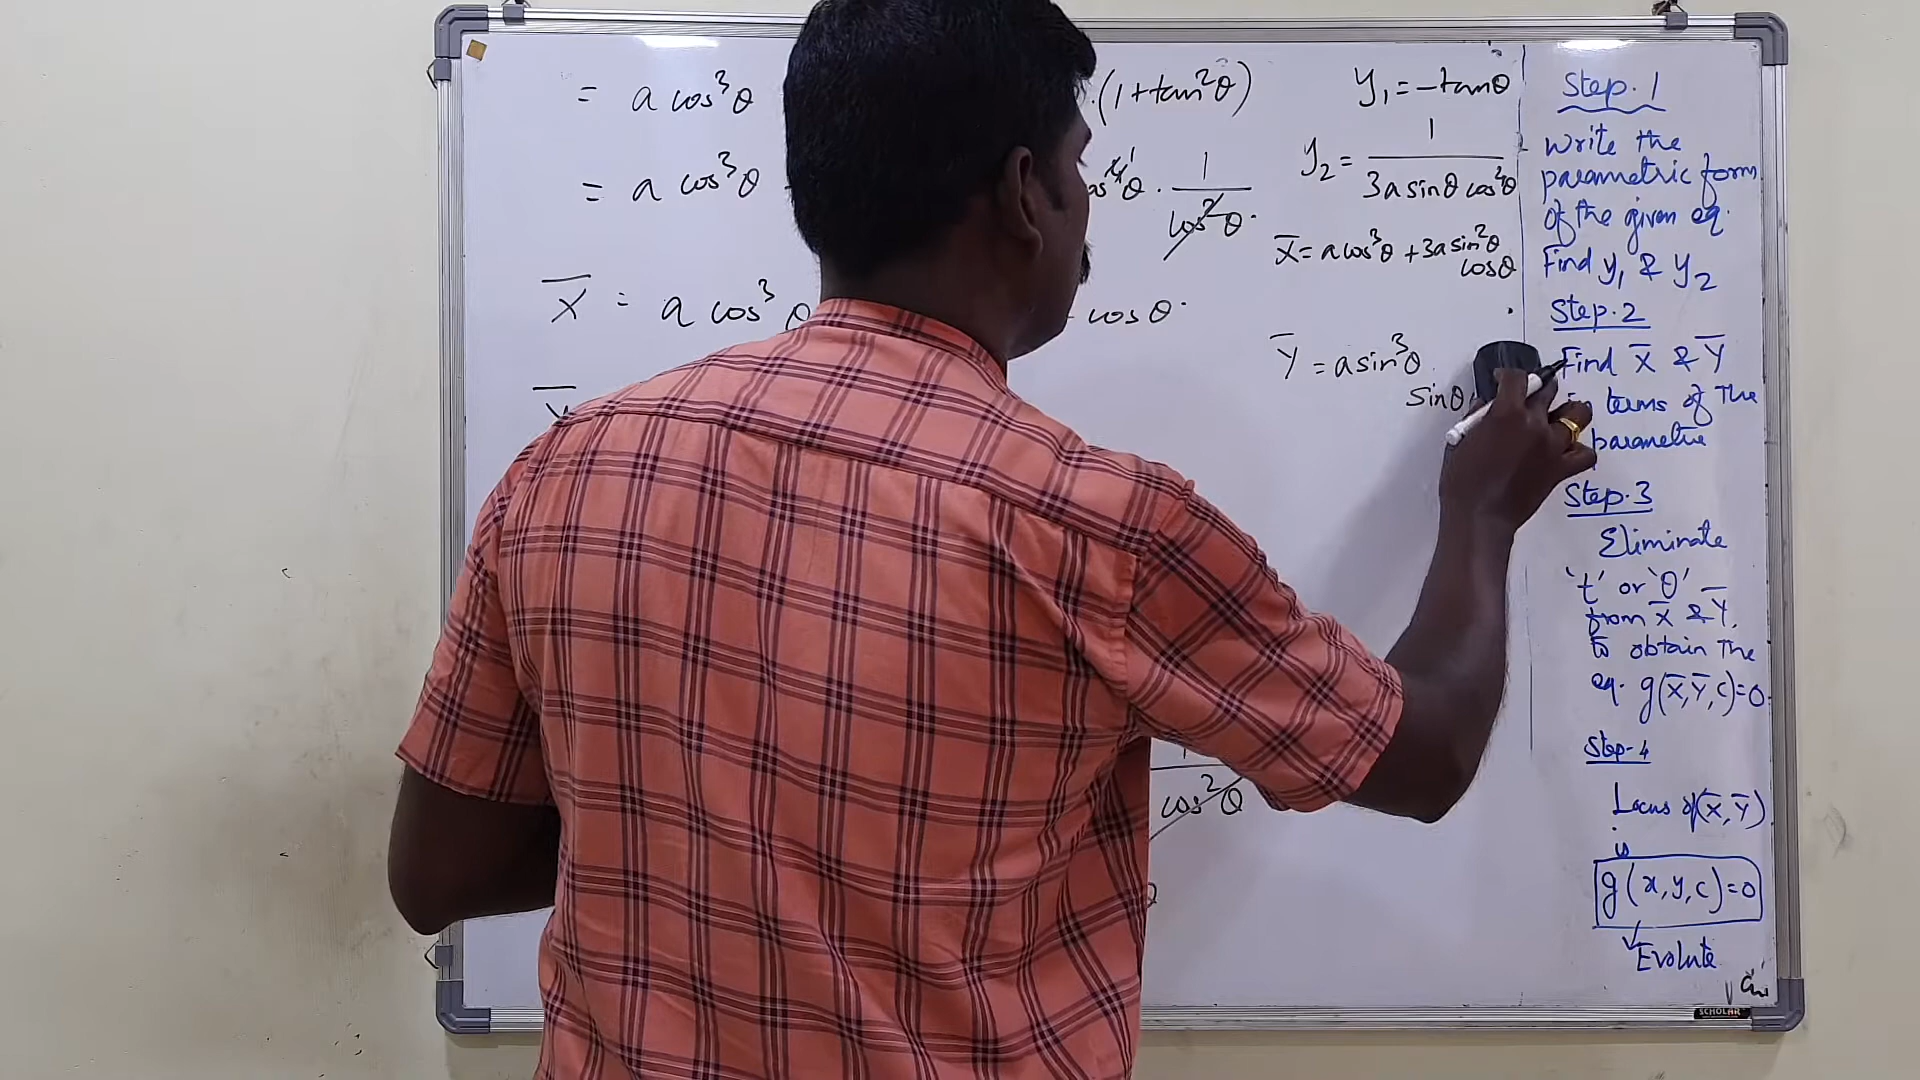 = a cos³θ
.(1+tan²θ)
= a cos³θ
θ . 1/cos²θ.
X̄ = a cos³ θ
cosθ.
cos²θ
y₁ = -tanθ
y₂ = 1/(3a sinθ cos⁴θ)
X̄ = a cos³θ + 3a sin²θ
cosθ
Ȳ = a sin³θ
sinθ
Step.1
Write the
parametric form
of the given eq.
Find y₁ & y₂
Step.2
Find X̄ & Ȳ
in terms of the
parametric
Step.3
Eliminate
't' or 'θ'
from X̄ & Ȳ,
to obtain the
eq. g(X̄,Ȳ,c)=0.
Step-4
Locus of (X̄,Ȳ)
is
g(x,y,c)=0
Evolute
SCHOLAR